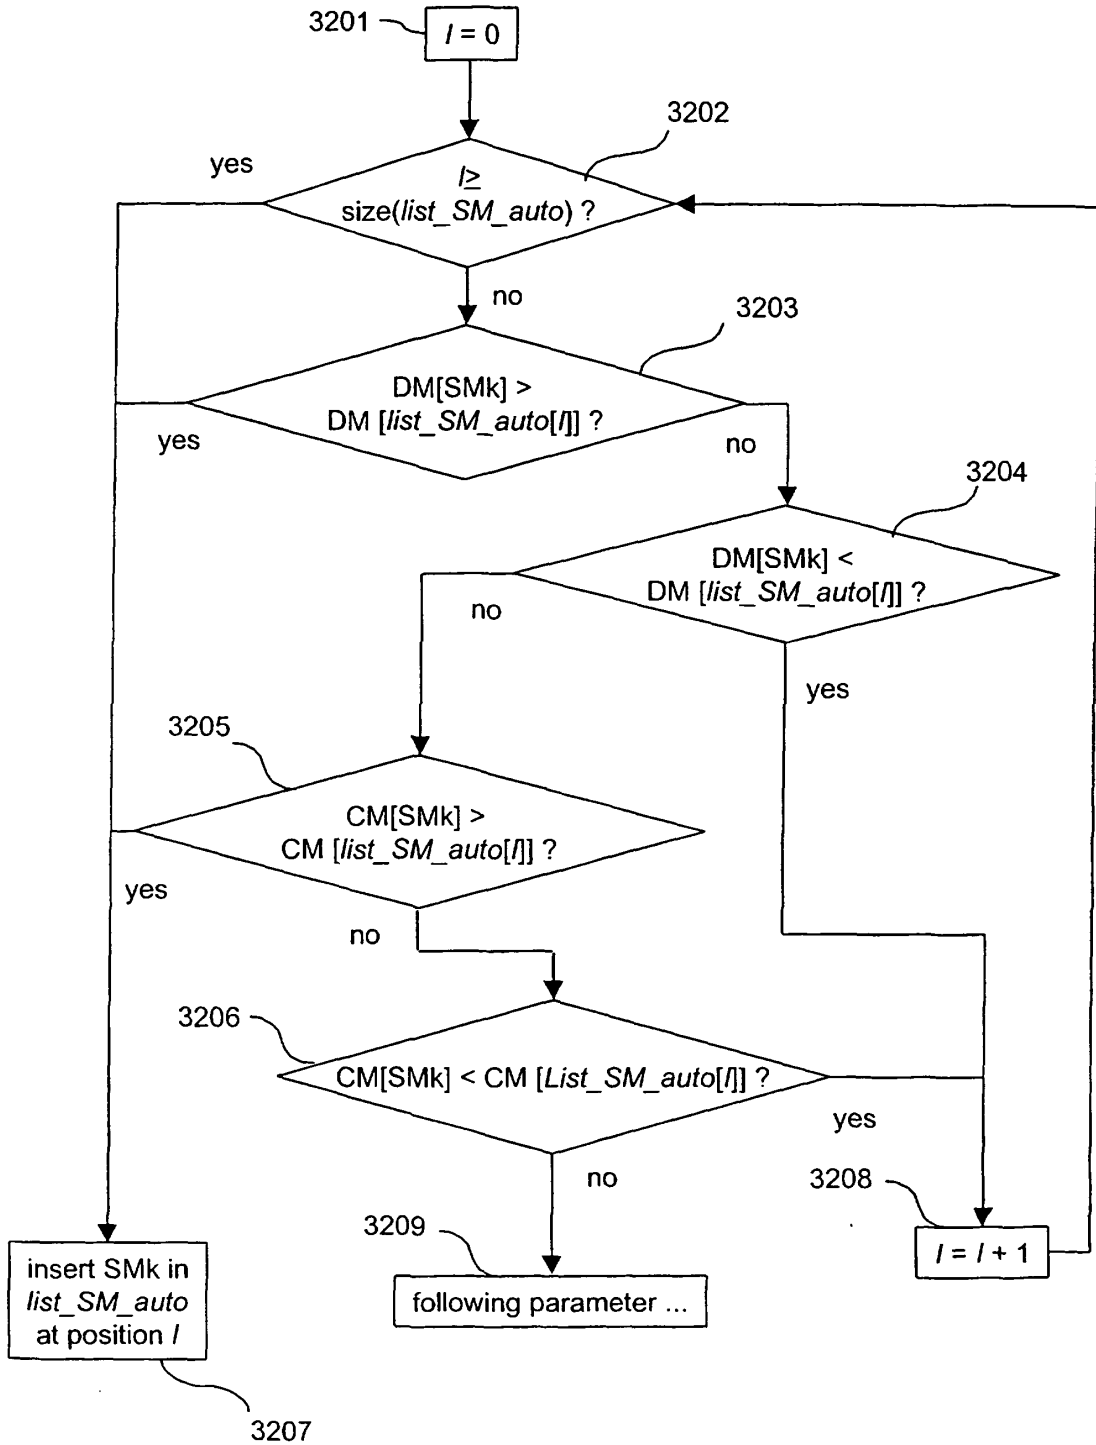 3201
l = 0
3202
yes
l≥
size(list_SM_auto) ?
no
3203
DM[SMk] >
DM [list_SM_auto[l]] ?
yes
no
3204
DM[SMk] <
DM [list_SM_auto[l]] ?
no
yes
3205
CM[SMk] >
CM [list_SM_auto[l]] ?
yes
no
3206
CM[SMk] < CM [List_SM_auto[l]] ?
yes
no
3208
l = l + 1
3209
following parameter ...
insert SMk in
list_SM_auto
at position l
3207